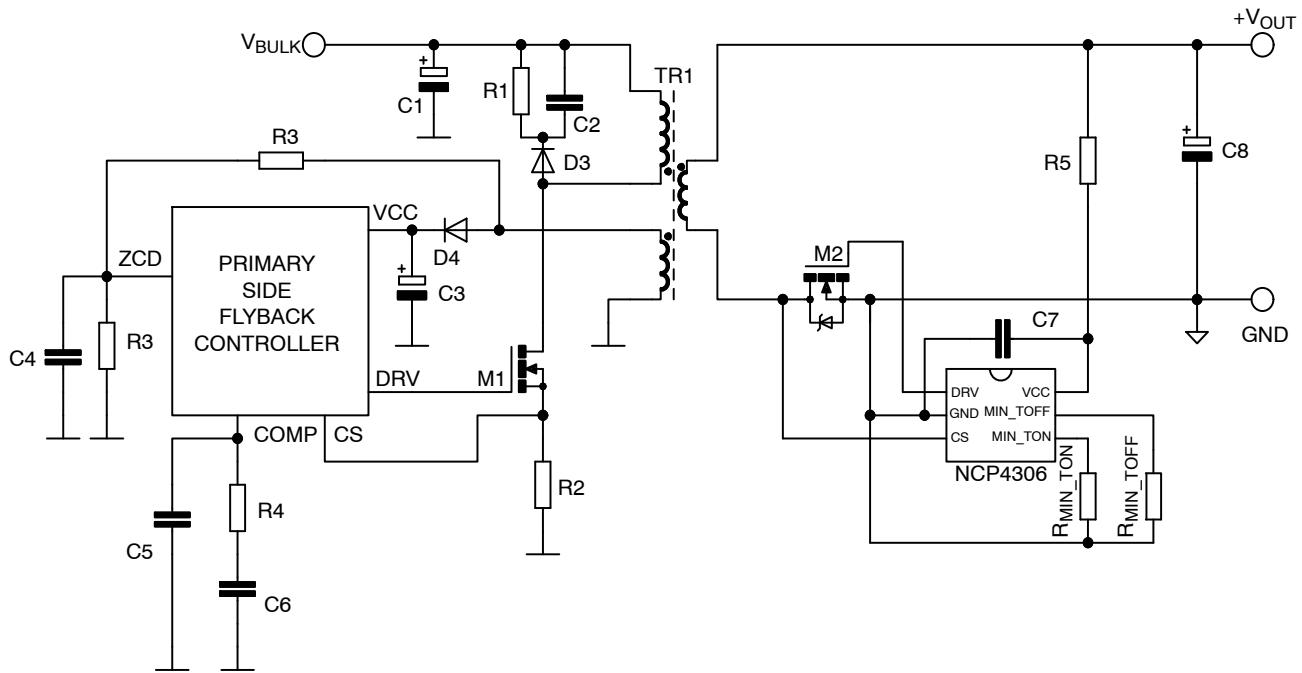 +VOUT
VBULK
TR1
C1
R1
C2
R3
D3
R5
C8
VCC
D4
M2
ZCD
PRIMARY
SIDE
FLYBACK
CONTROLLER
C3
C7
GND
C4
R3
DRV
M1
DRV
VCC
GND
MIN_TOFF
CS
MIN_TON
COMP
CS
NCP4306
R2
RMIN_TON
RMIN_TOFF
R4
C5
C6
+
+
+